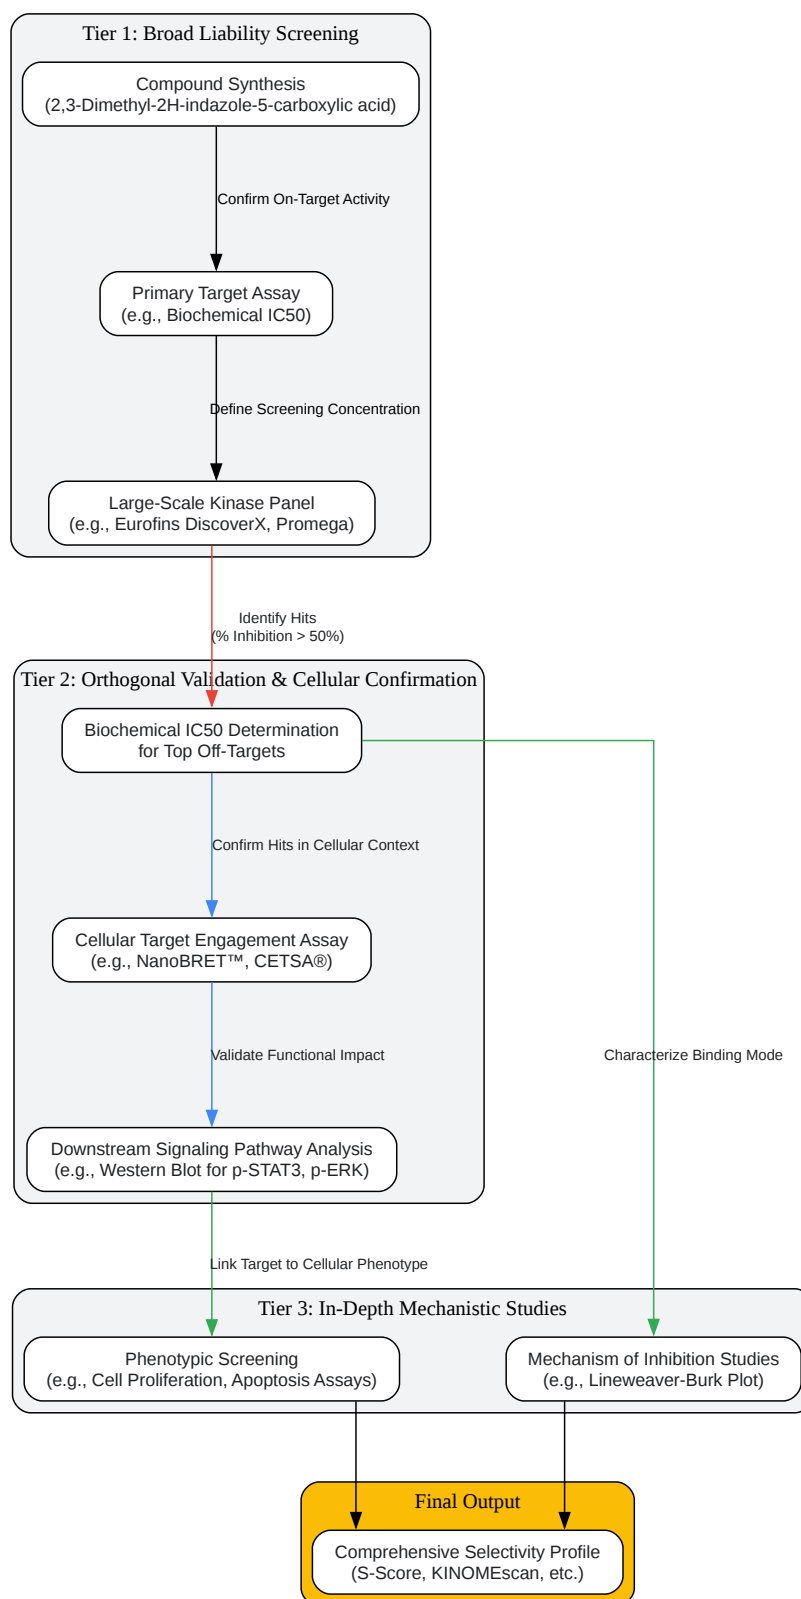 Tier 1: Broad Liability Screening
Compound Synthesis
(2,3-Dimethyl-2H-indazole-5-carboxylic acid)
Confirm On-Target Activity
Primary Target Assay
(e.g., Biochemical IC50)
Define Screening Concentration
Large-Scale Kinase Panel
(e.g., Eurofins DiscoverX, Promega)
Identify Hits
(% Inhibition > 50%)
Tier 2: Orthogonal Validation & Cellular Confirmation
Biochemical IC50 Determination
for Top Off-Targets
Confirm Hits in Cellular Context
Cellular Target Engagement Assay
(e.g., NanoBRET™, CETSA®)
Validate Functional Impact
Characterize Binding Mode
Downstream Signaling Pathway Analysis
(e.g., Western Blot for p-STAT3, p-ERK)
Link Target to Cellular Phenotype
Tier 3: In-Depth Mechanistic Studies
Phenotypic Screening
(e.g., Cell Proliferation, Apoptosis Assays)
Mechanism of Inhibition Studies
(e.g., Lineweaver-Burk Plot)
Final Output
Comprehensive Selectivity Profile
(S-Score, KINOMEscan, etc.)